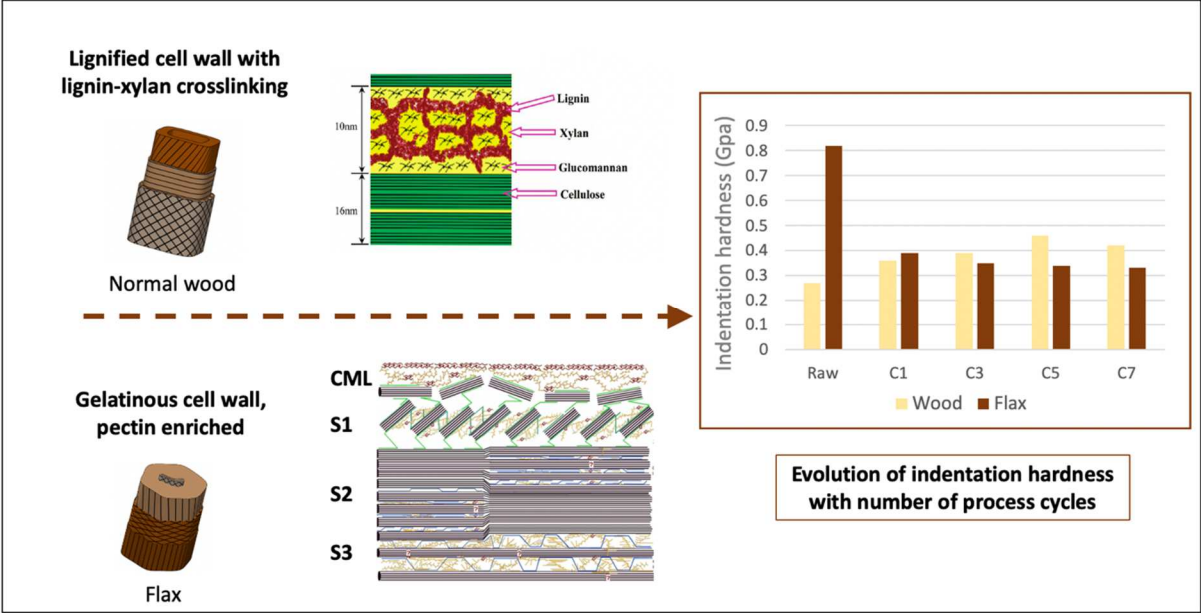 Lignified cell wall with
lignin-xylan crosslinking
Normal wood
10nm
16nm
Lignin
Xylan
Glucomannan
Cellulose
Gelatinous cell wall,
pectin enriched
Flax
CML
S1
S2
S3
Indentation hardness (Gpa)
0.9
0.8
0.7
0.6
0.5
0.4
0.3
0.2
0.1
0
Raw C1 C3 C5 C7
Wood Flax
Evolution of indentation hardness
with number of process cycles